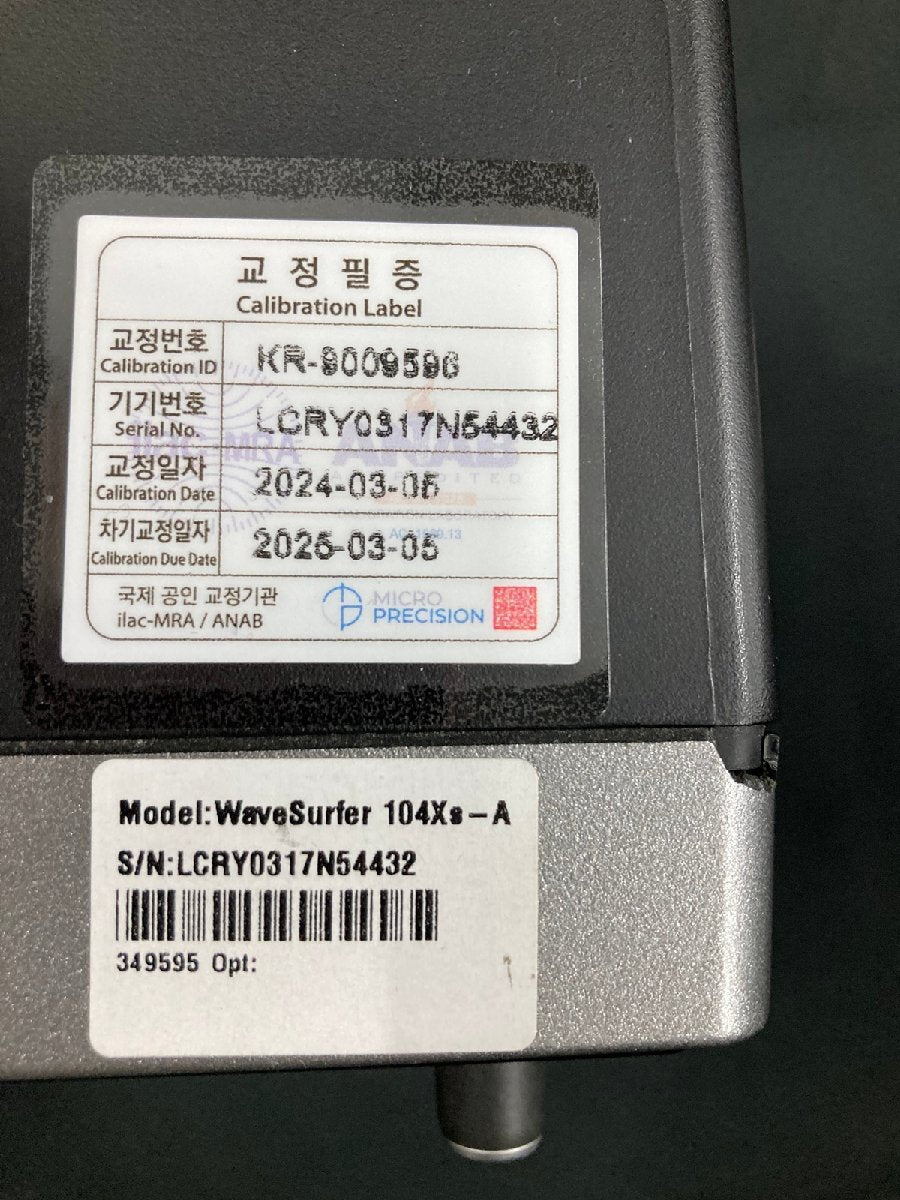 교정필증
Calibration Label
교정번호
Calibration ID
KR-9009596
기기번호
Serial No.
LCRY0317N54432
교정일자
Calibration Date
2024-03-05
차기교정일자
Calibration Due Date
2025-03-05
국제 공인 교정기관
ilac-MRA / ANAB
MICRO
PRECISION
ilac-MRA
ANAB
Model:WaveSurfer 104Xs-A
S/N:LCRY0317N54432
349595 Opt: